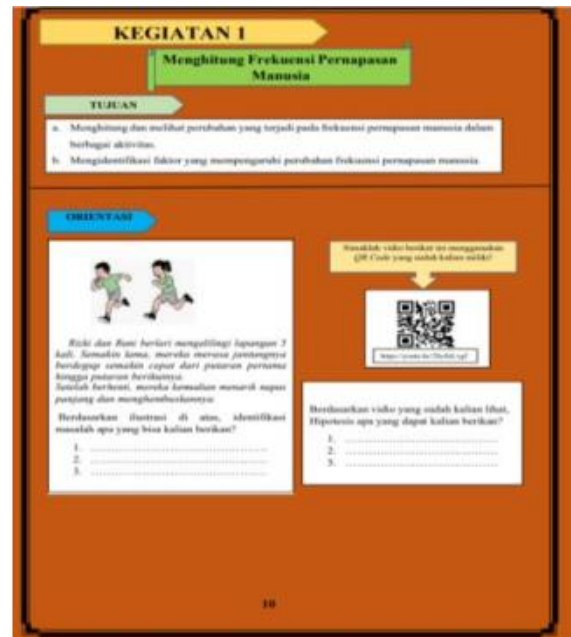 KEGIATAN 1
Menghitung Frekuensi Pernapasan
Manusia
TUJUAN
a. Menghitung dan melihat perubahan yang terjadi pada frekuensi pernapasan manusia dalam
berbagai aktivitas.
b. Mengidentifikasi faktor yang mempengaruhi perubahan frekuensi pernapasan manusia
ORIENTASI
Rizki dan Rani berlari mengelilingi lapangan 3
kali. Semakin lama, mereka merasa jantungnya
berdegup semakin cepat dari putaran pertama
hingga putaran berikutnya.
Setelah berhenti, mereka kemudian menarik napas
panjang dan menghembuskannya.
Berdasarkan ilustrasi di atas, identifikasi
masalah apa yang bisa kalian berikan?
1. ..................................................
2. ..................................................
3. ..................................................
Simaklah video berikut ini menggunakan
QR Code yang sudah kalian miliki!
Berdasarkan video yang sudah kalian lihat,
Hipotesis apa yang dapat kalian berikan?
1. ..................................................
2. ..................................................
3. ..................................................
10